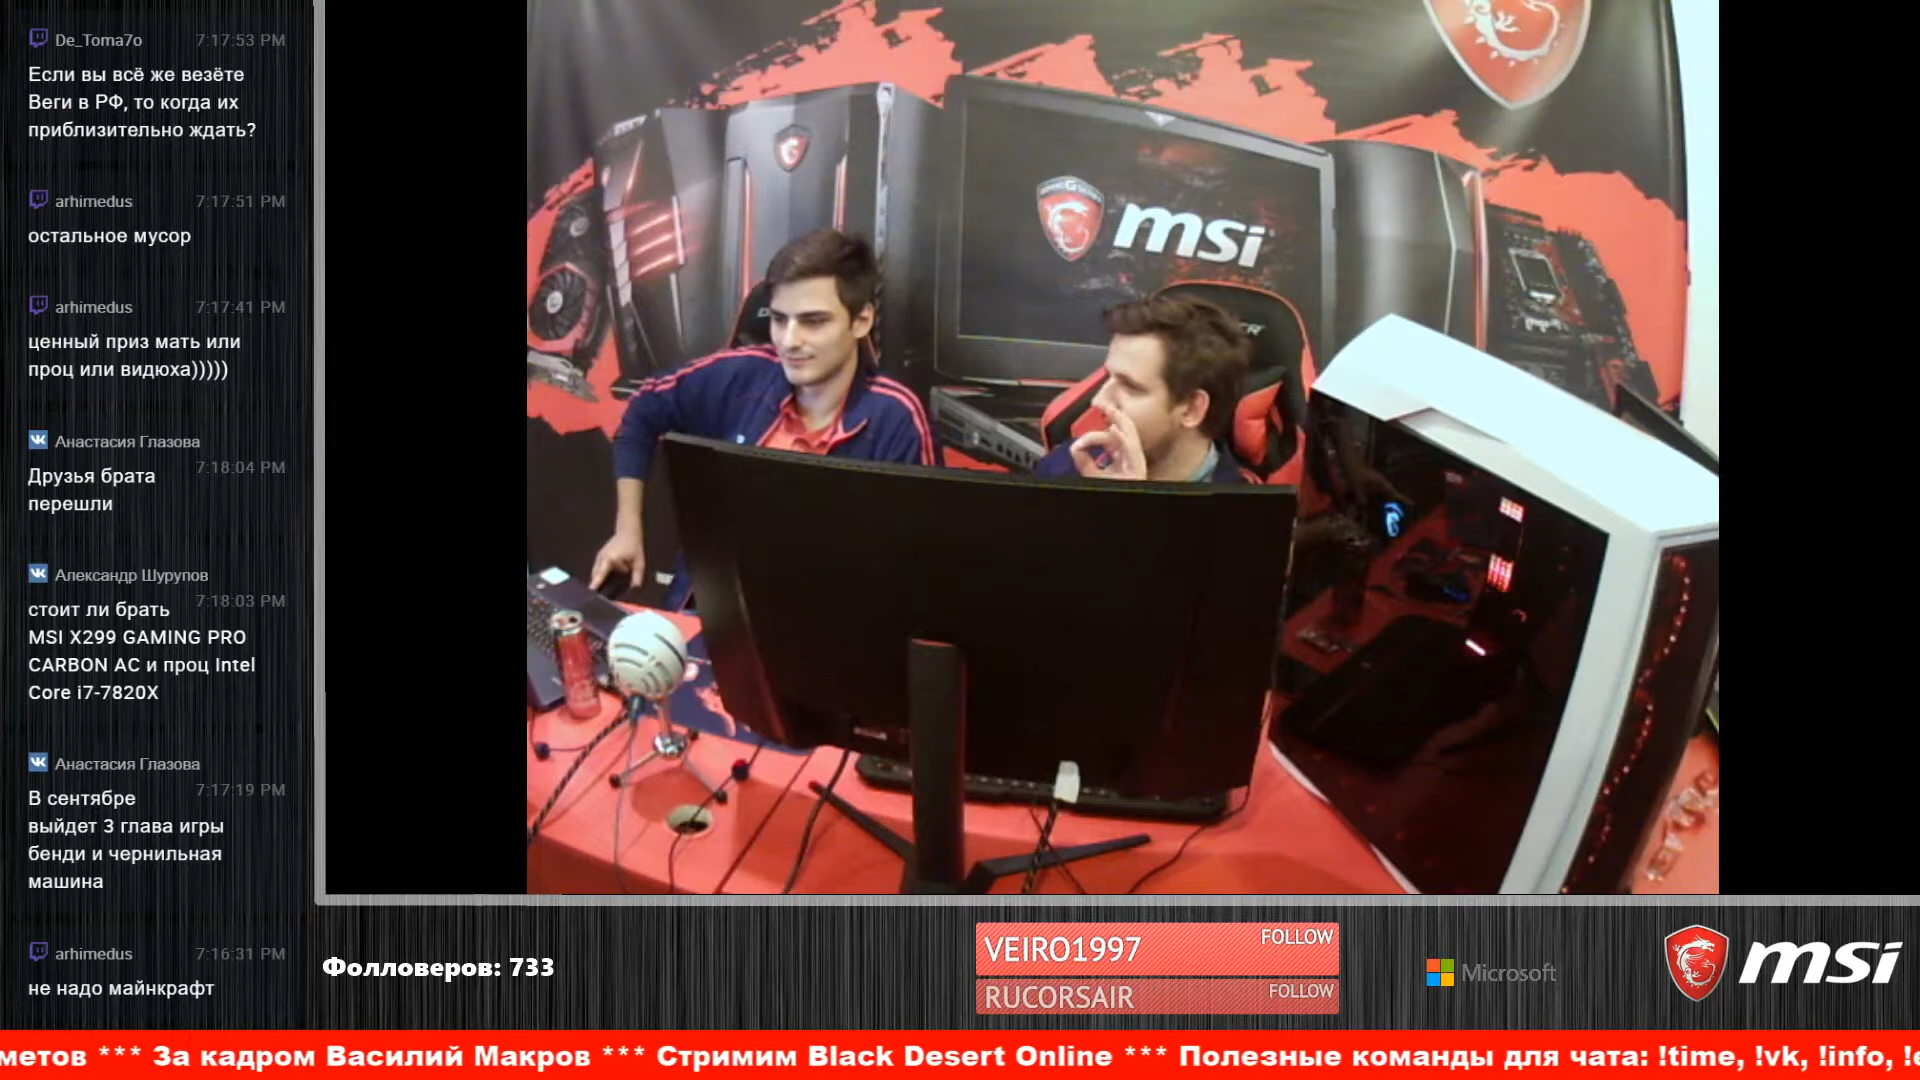 De_Toma7o 7:17:53 PM
Если вы всё же везёте
Веги в РФ, то когда их
приблизительно ждать?
arhimedus 7:17:51 PM
остальное мусор
arhimedus 7:17:41 PM
ценный приз мать или
проц или видюха)))))
Анастасия Глазова
7:18:04 PM
Друзья брата
перешли
Александр Шурупов
7:18:03 PM
стоит ли брать
MSI X299 GAMING PRO
CARBON AC и проц Intel
Core i7-7820X
Анастасия Глазова
7:17:19 PM
В сентябре
выйдет 3 глава игры
бенди и чернильная
машина
arhimedus 7:16:31 PM
не надо майнкрафт
msi
Фолловеров: 733
VEIRO1997 FOLLOW
RUCORSAIR FOLLOW
Microsoft
msi
метов *** За кадром Василий Макров *** Стримим Black Desert Online *** Полезные команды для чата: !time, !vk, !info,